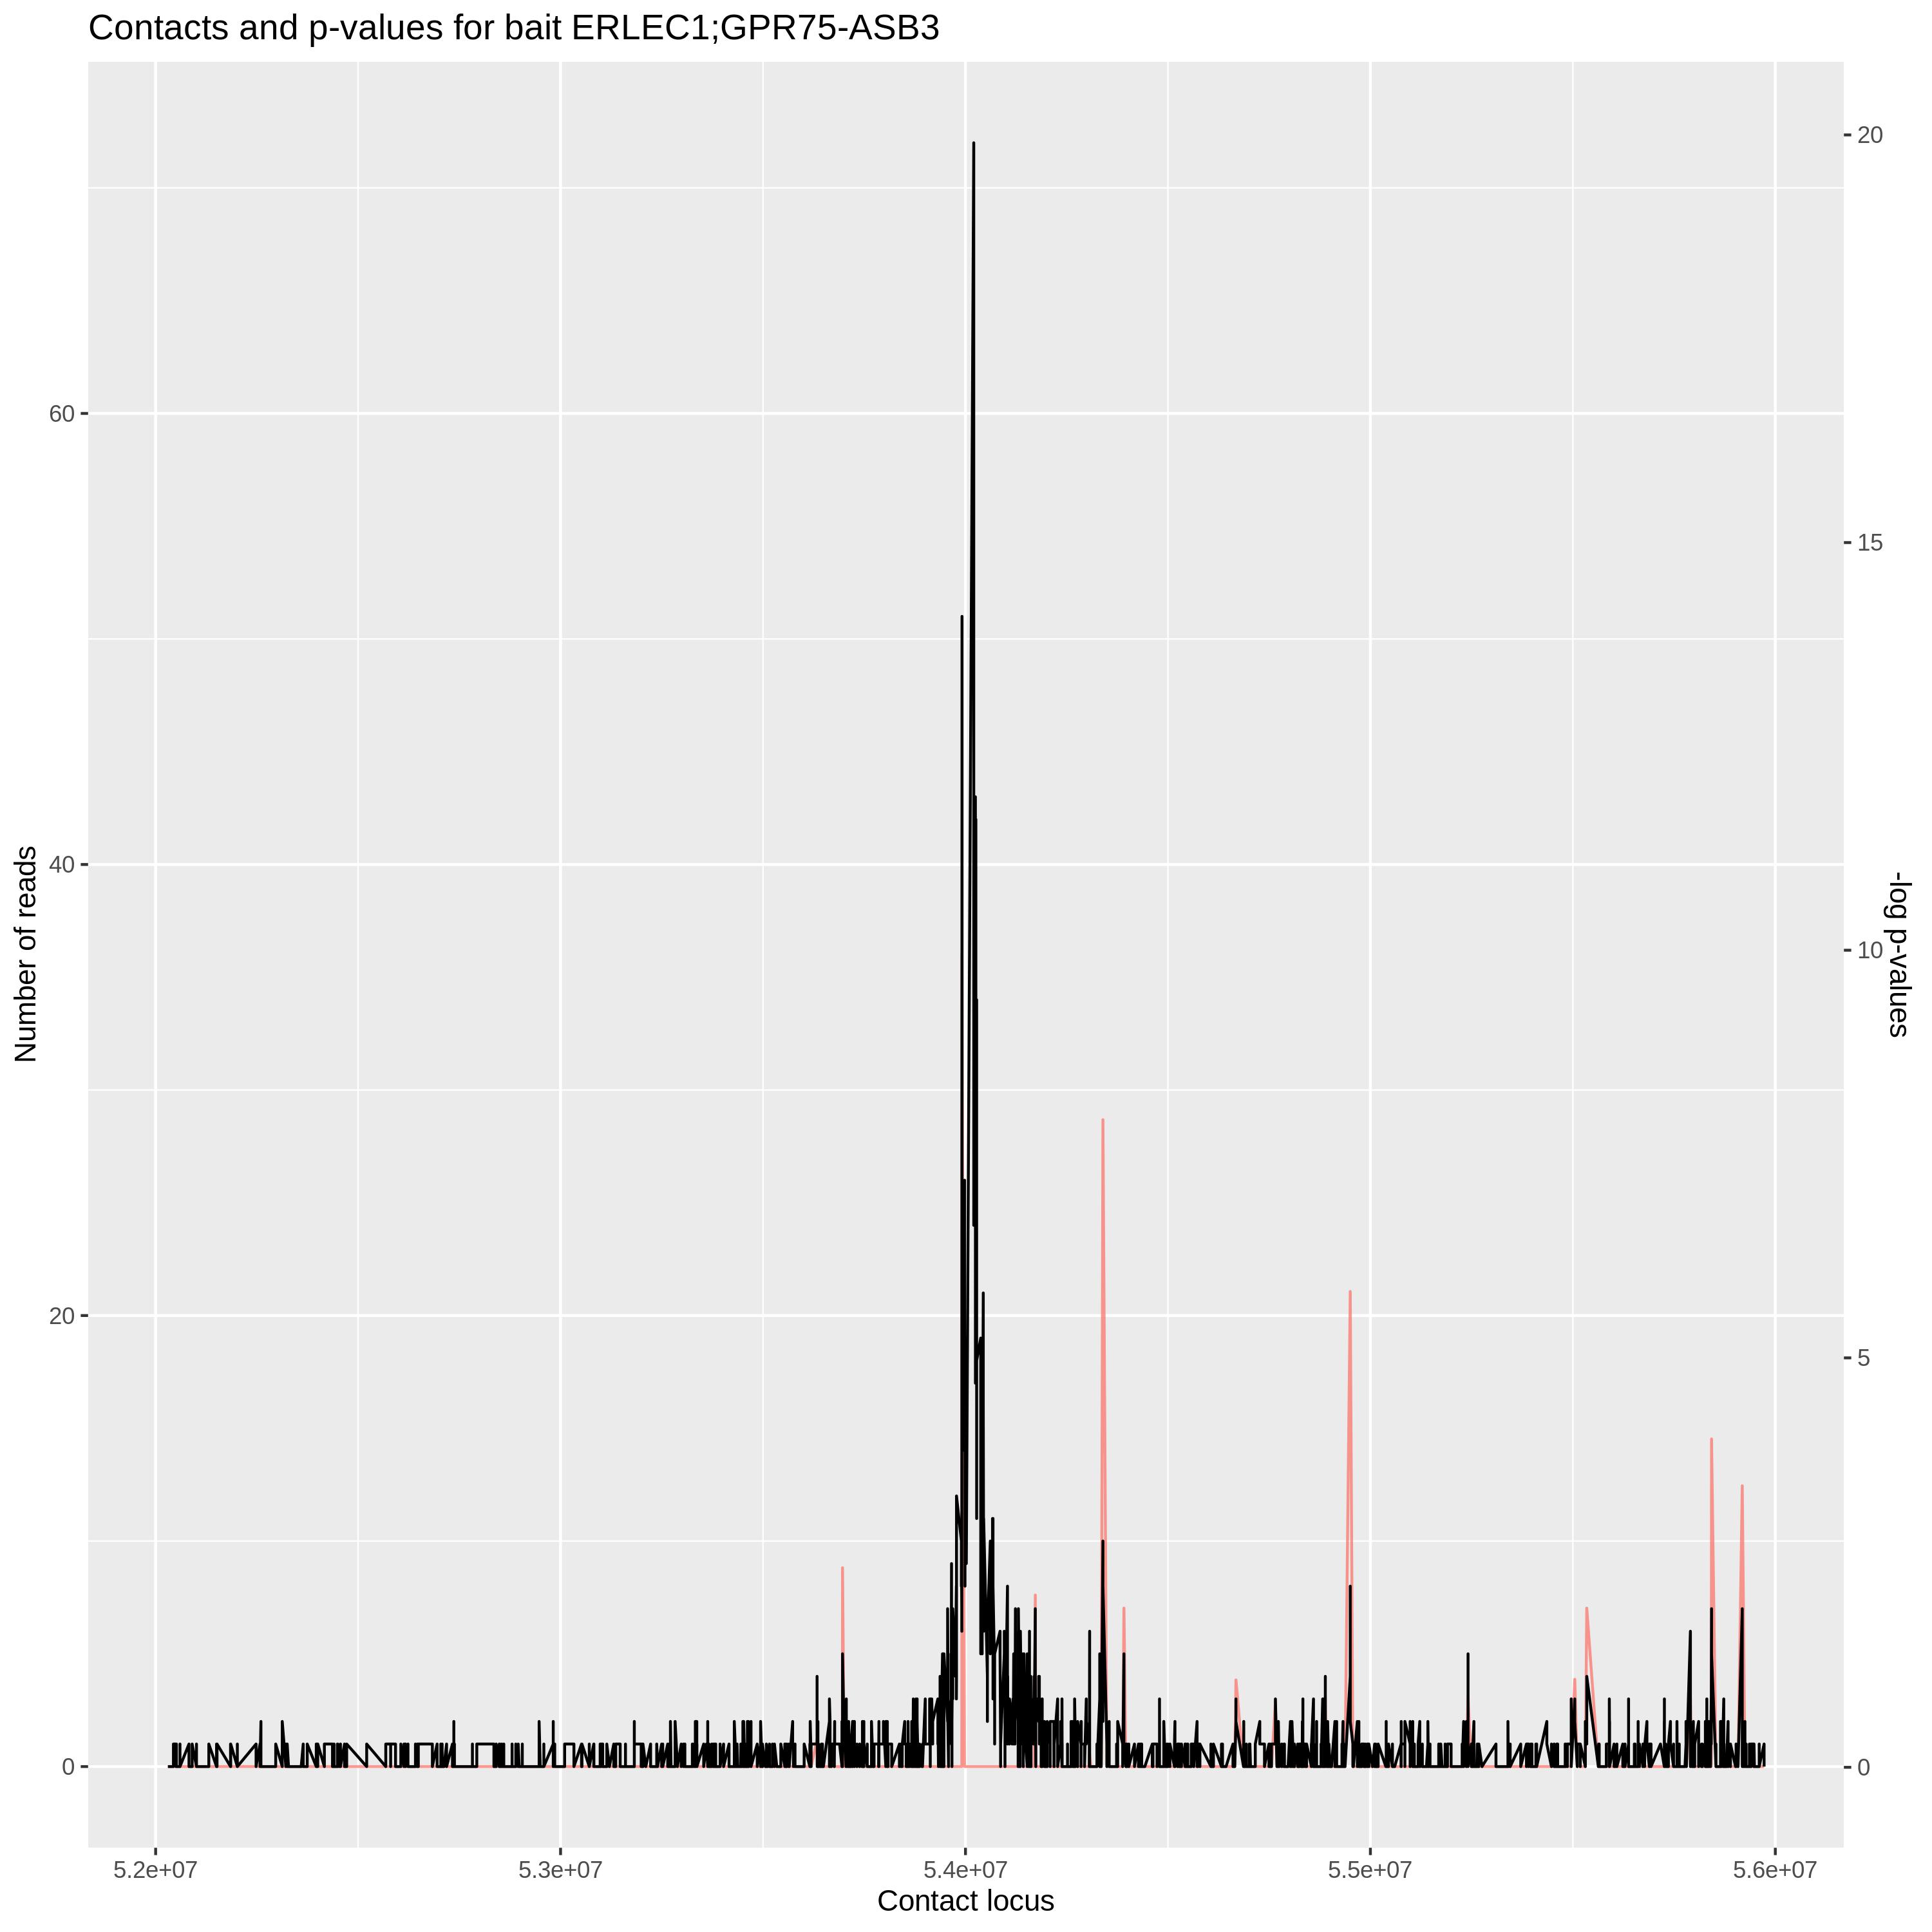 Contacts and p-values for bait ERLEC1;GPR75-ASB3
Number of reads
60
40
20
0
20
15
10
5
0
-log p-values
5.2e+07
5.3e+07
5.4e+07
5.5e+07
5.6e+07
Contact locus